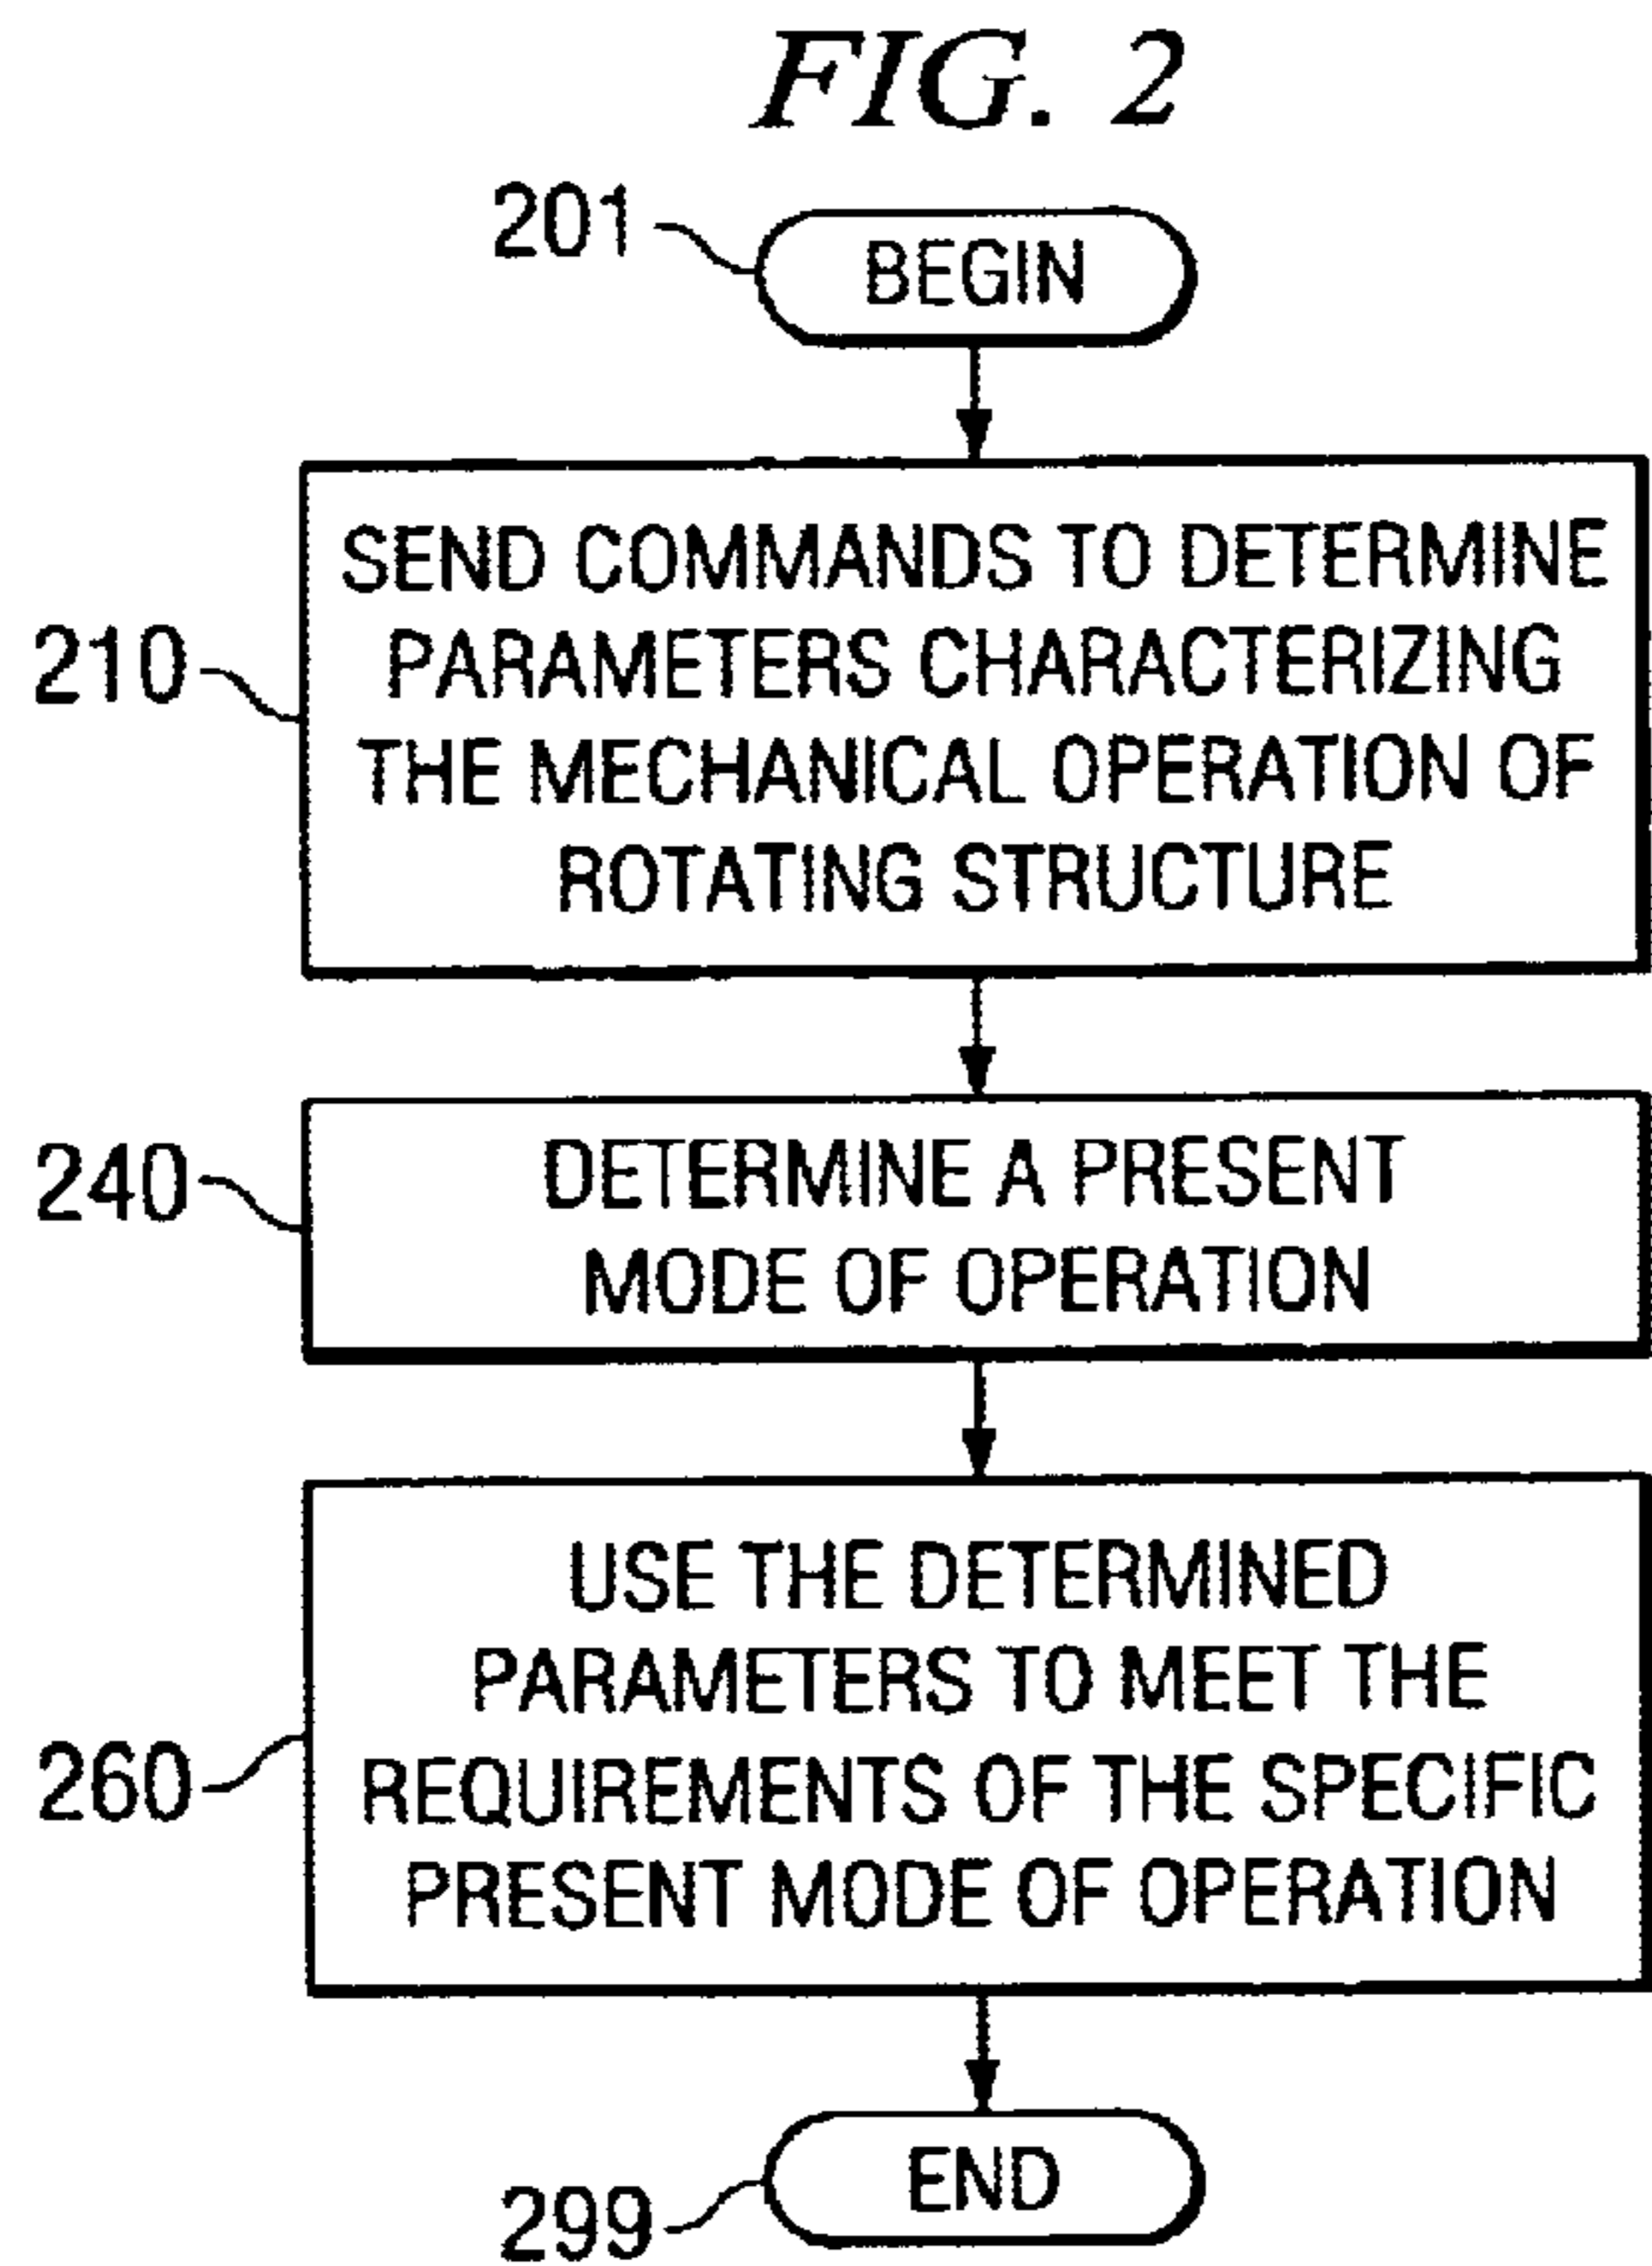 FIG. 2
201
BEGIN
210
SEND COMMANDS TO DETERMINE
PARAMETERS CHARACTERIZING
THE MECHANICAL OPERATION OF
ROTATING STRUCTURE
240
DETERMINE A PRESENT
MODE OF OPERATION
260
USE THE DETERMINED
PARAMETERS TO MEET THE
REQUIREMENTS OF THE SPECIFIC
PRESENT MODE OF OPERATION
299
END